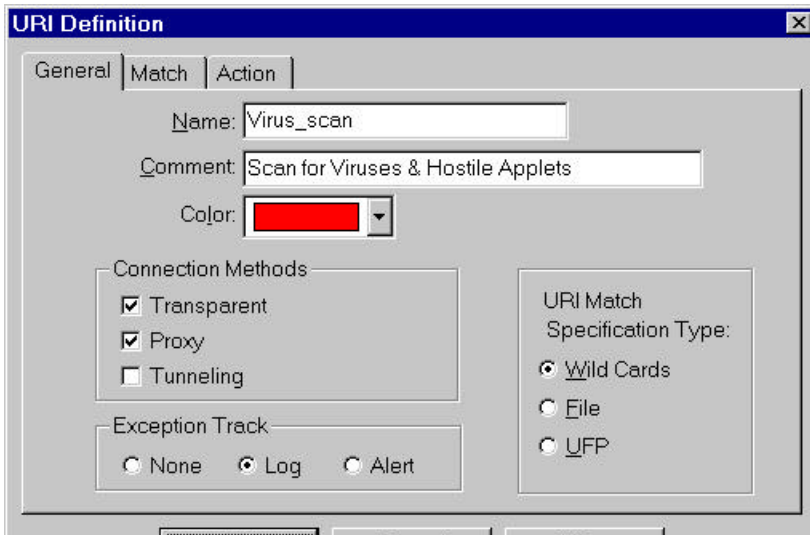 URI Definition
General Match Action
Name: Virus_scan
Comment: Scan for Viruses & Hostile Applets
Color:
Connection Methods
Transparent
Proxy
Tunneling
Exception Track
None Log Alert
URI Match
Specification Type:
Wild Cards
File
UFP